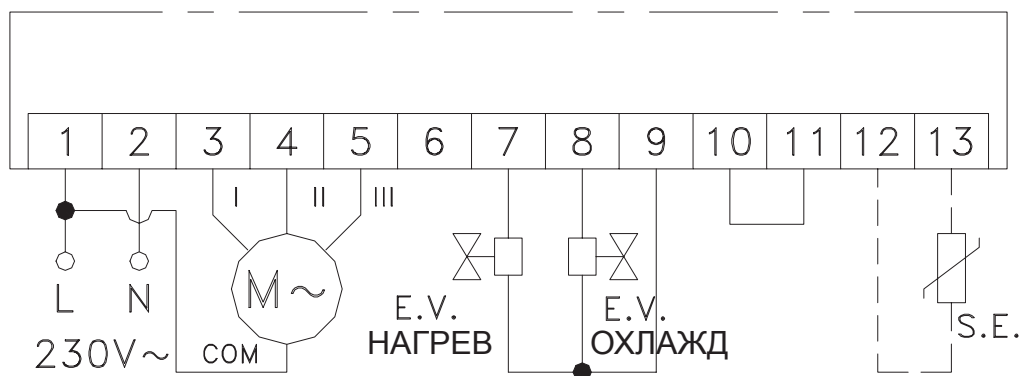 1 2 3 4 5 6 7 8 9 10 11 12 13
I II III
M~
L N
E.V. E.V.
НАГРЕВ ОХЛАЖД
S.E.
230V~ COM